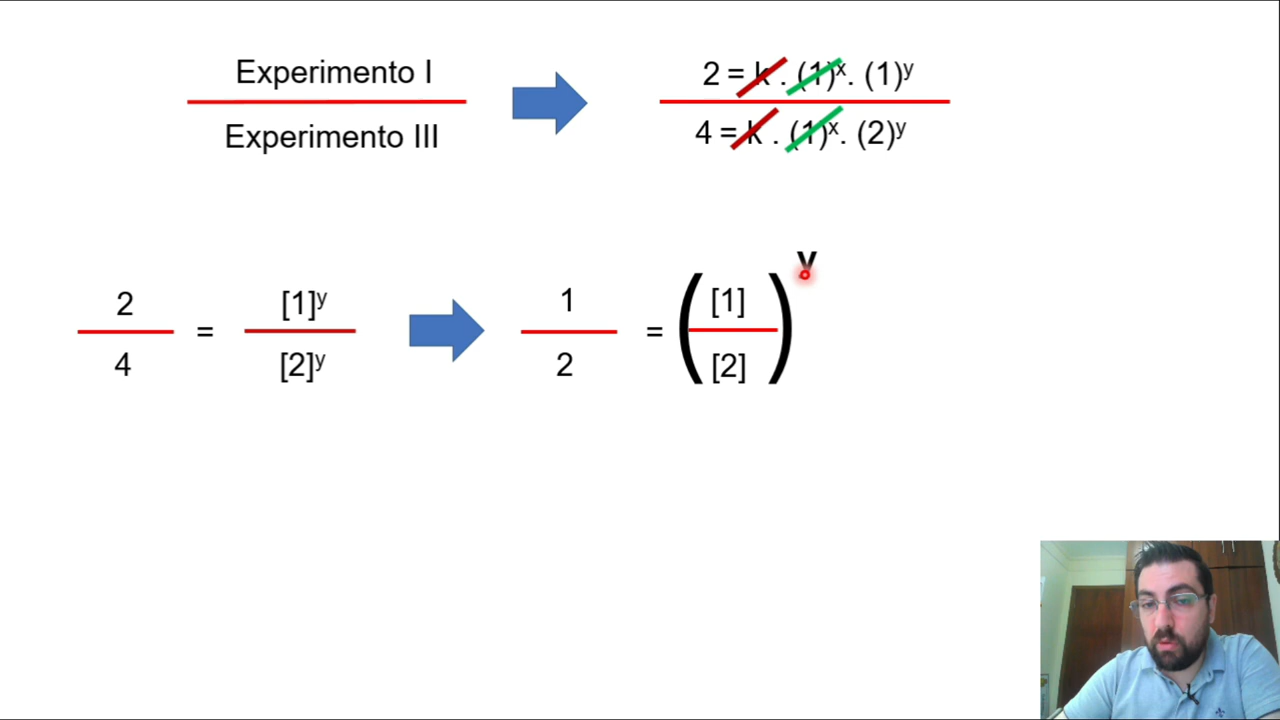 Experimento I
Experimento III
2 = k . (1)ˣ. (1)ʸ
4 = k . (1)ˣ. (2)ʸ
2
4
=
[1]ʸ
[2]ʸ
1
2
=
([1]
[2])ʸ